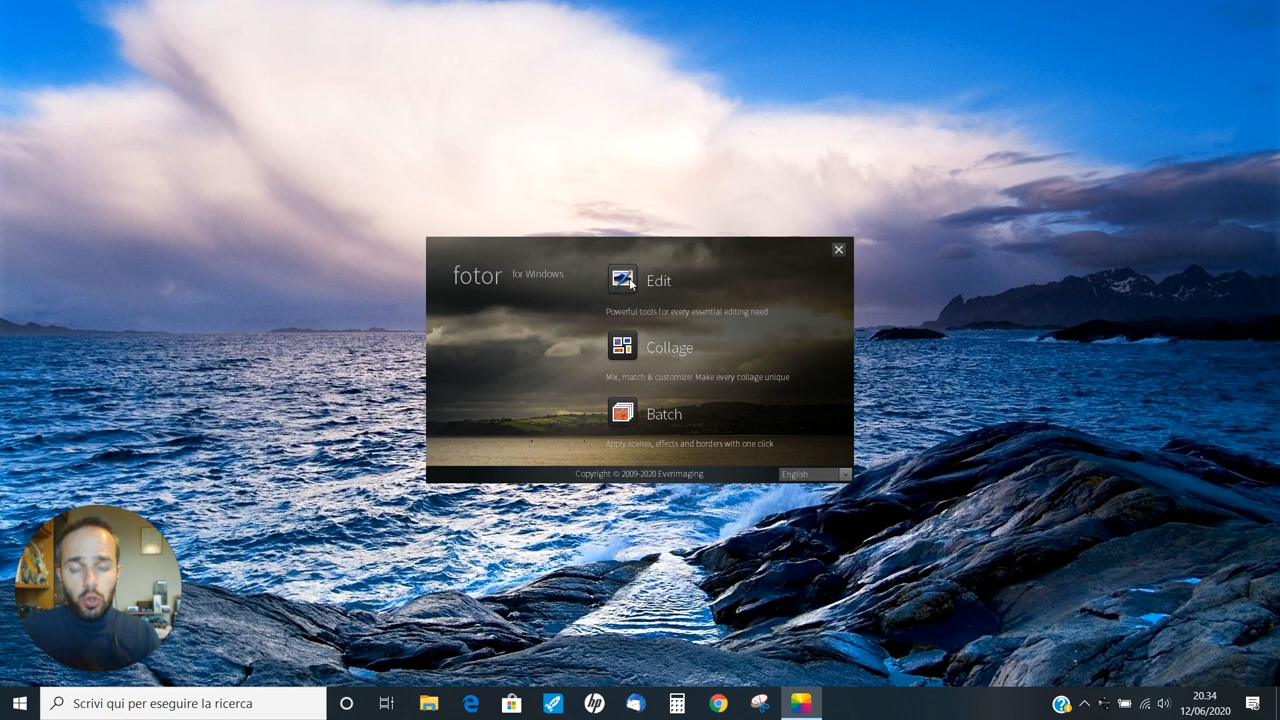 fotor for Windows
Edit
Powerful tools for every essential editing need
Collage
Mix, match & customize! Make every collage unique
Batch
Apply scenes, effects and borders with one click
Copyright © 2009-2020 Everimaging
English
Scrivi qui per eseguire la ricerca
hp
20.34
12/06/2020